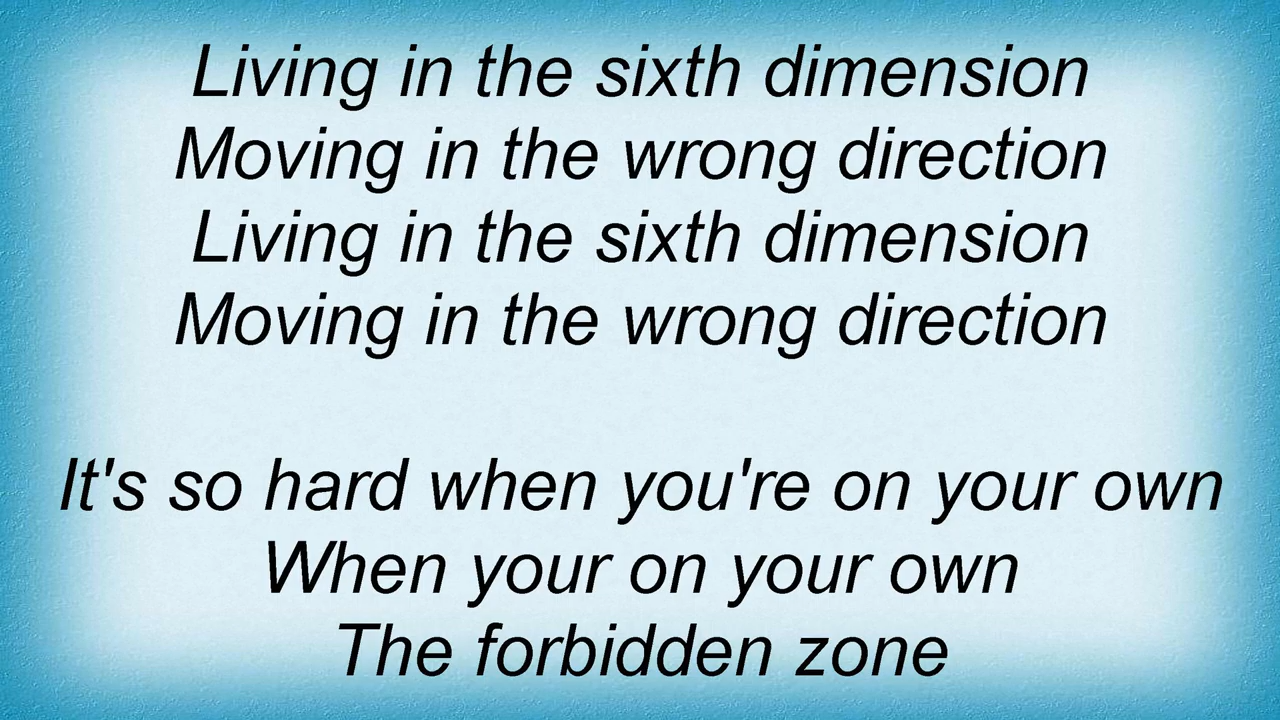 Living in the sixth dimension
Moving in the wrong direction
Living in the sixth dimension
Moving in the wrong direction
It's so hard when you're on your own
When your on your own
The forbidden zone